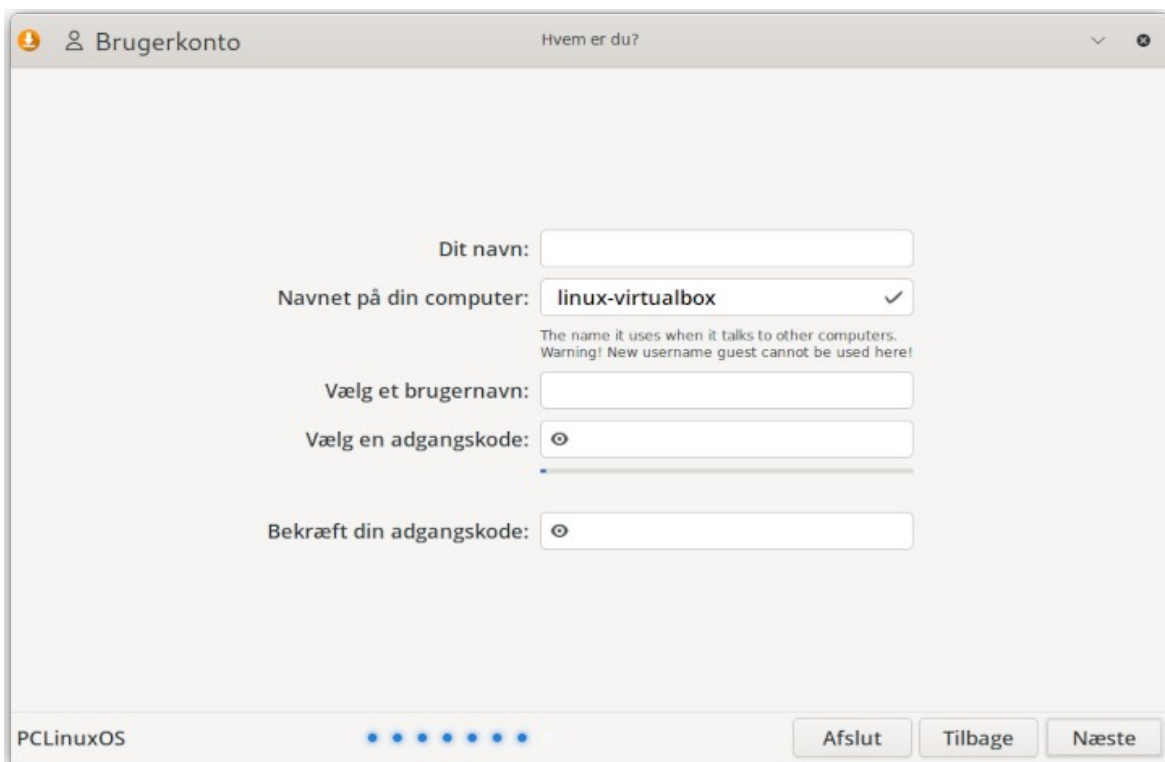 Brugerkonto
Hvem er du?
Dit navn:
Navnet på din computer: linux-virtualbox
The name it uses when it talks to other computers.
Warning! New username guest cannot be used here!
Vælg et brugernavn:
Vælg en adgangskode:
Bekræft din adgangskode:
PCLinuxOS
Afslut
Tilbage
Næste